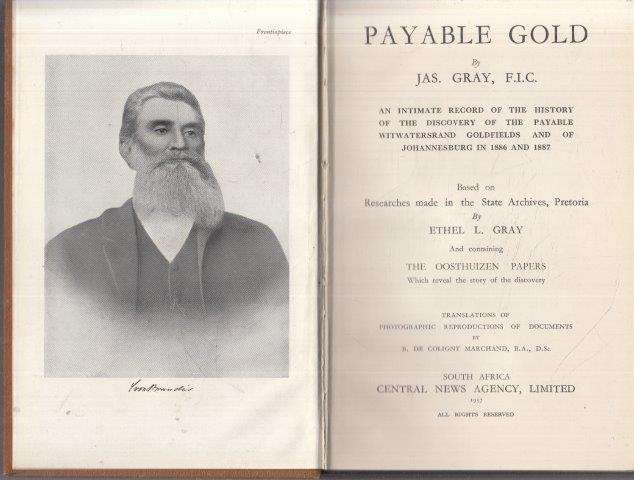 Frontispiece
PAYABLE GOLD
By
JAS. GRAY, F.I.C.
AN INTIMATE RECORD OF THE HISTORY
OF THE DISCOVERY OF THE PAYABLE
WITWATERSRAND GOLDFIELDS AND OF
JOHANNESBURG IN 1886 AND 1887
Based on
Researches made in the State Archives, Pretoria
By
ETHEL L. GRAY
And containing
THE OOSTHUIZEN PAPERS
Which reveal the story of the discovery
TRANSLATIONS OF
PHOTOGRAPHIC REPRODUCTIONS OF DOCUMENTS
BY
B. DE COLIGNY MARCHAND, B.A., D.Sc.
SOUTH AFRICA
CENTRAL NEWS AGENCY, LIMITED
1937
ALL RIGHTS RESERVED